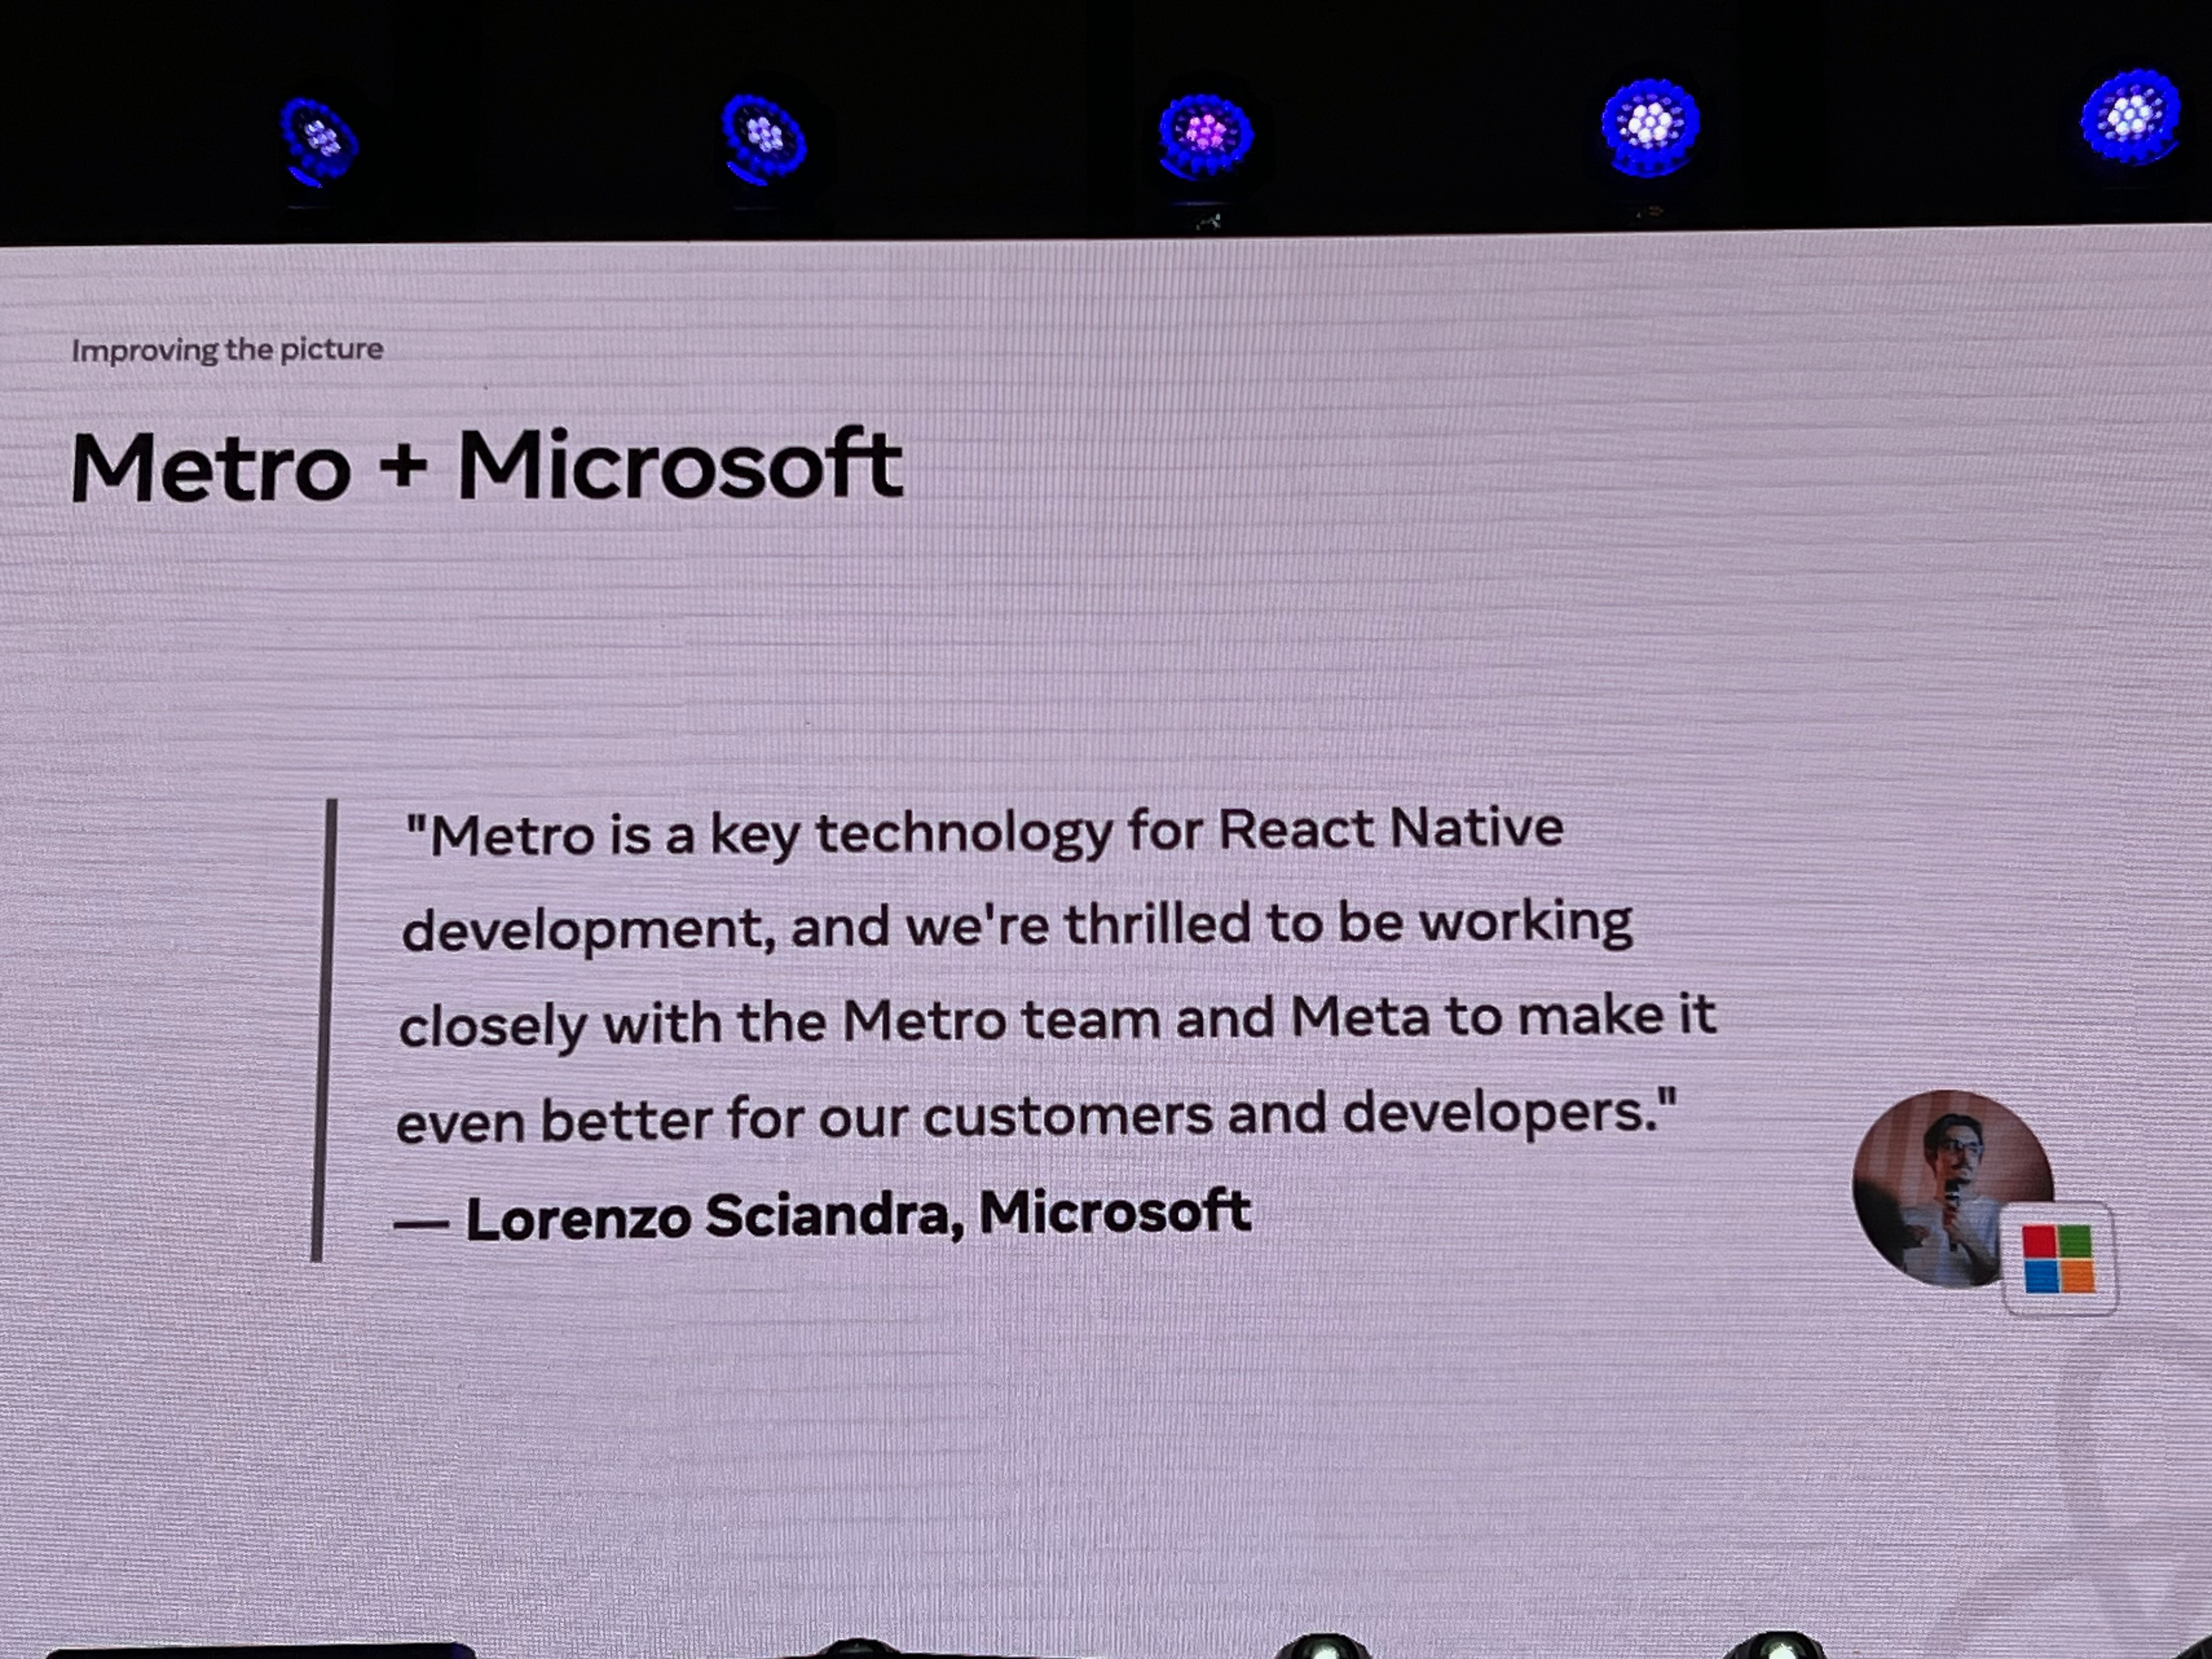 Improving the picture
Metro + Microsoft
"Metro is a key technology for React Native
development, and we're thrilled to be working
closely with the Metro team and Meta to make it
even better for our customers and developers."
— Lorenzo Sciandra, Microsoft